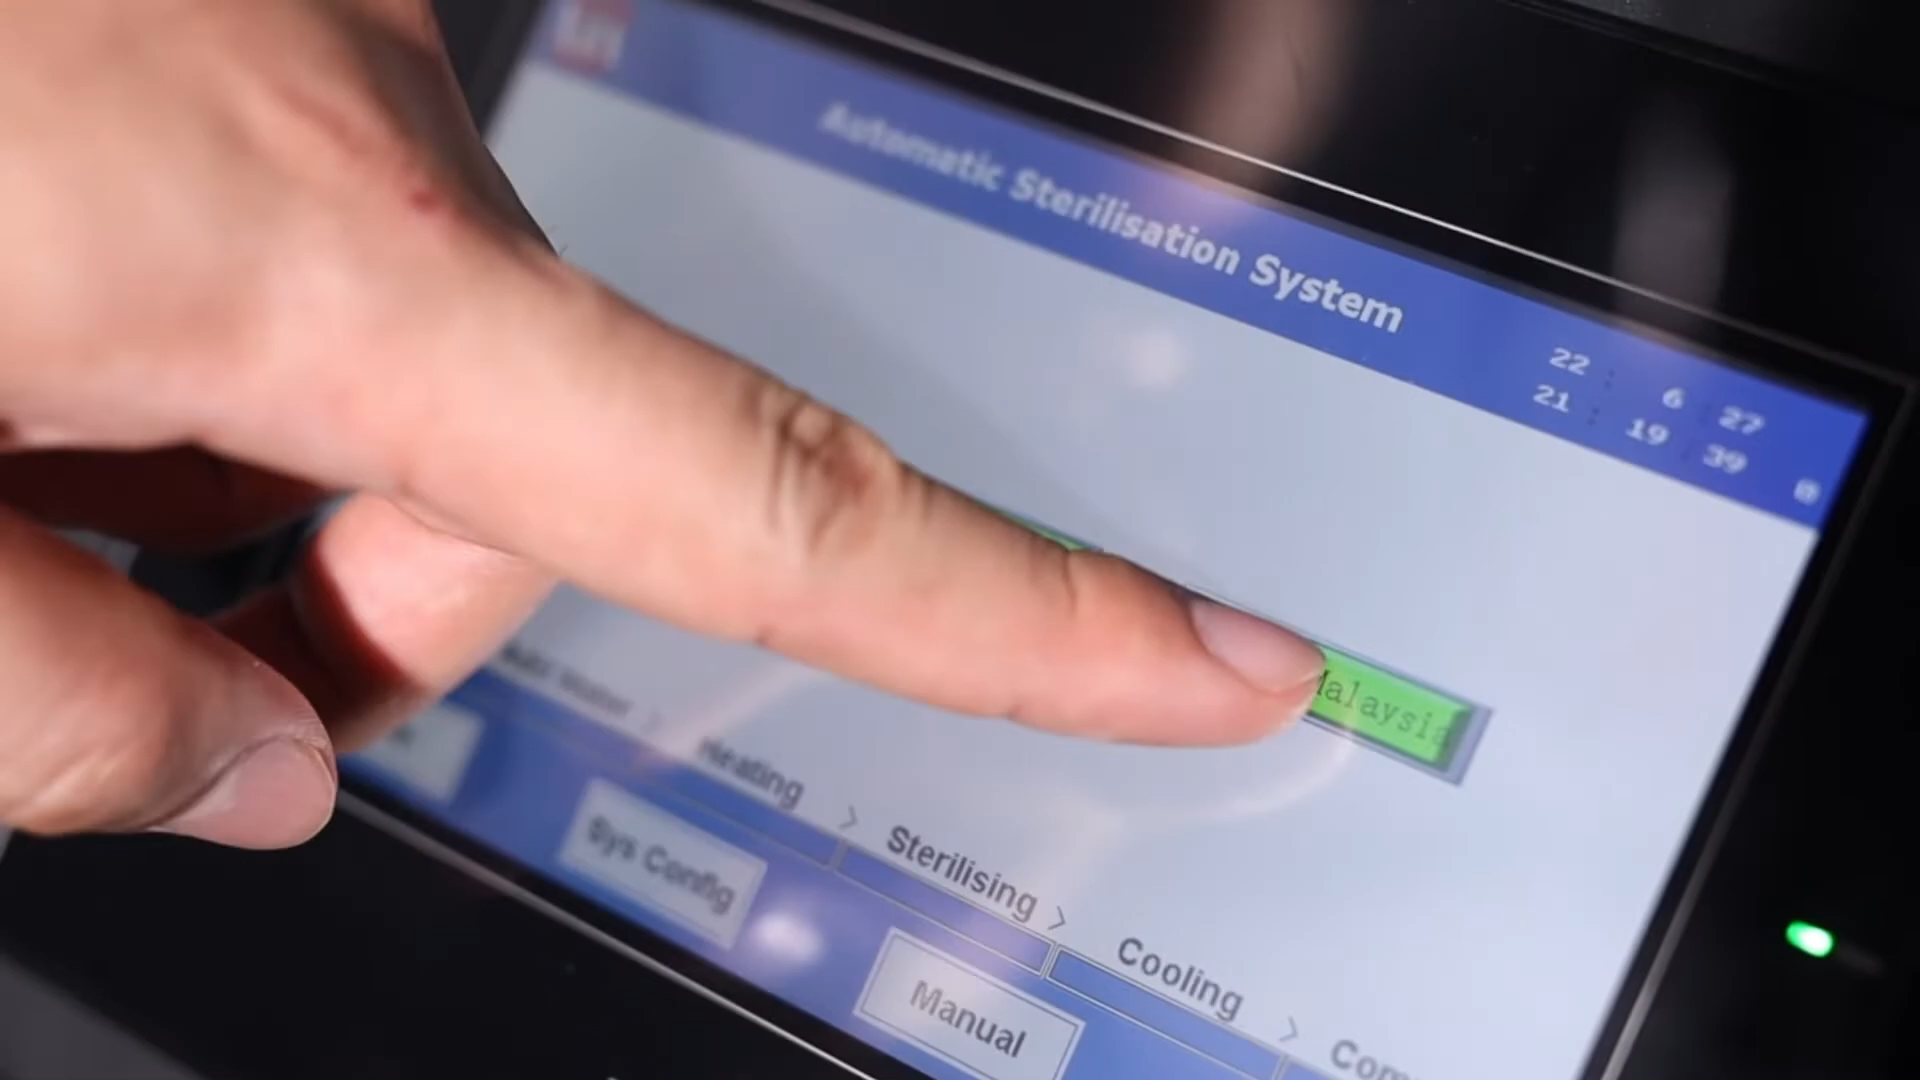 Automatic Sterilisation System
22 : 6 : 27
21 : 19 : 39
Malaysia
Heating > Sterilising > Cooling >
Sys Config
Manual